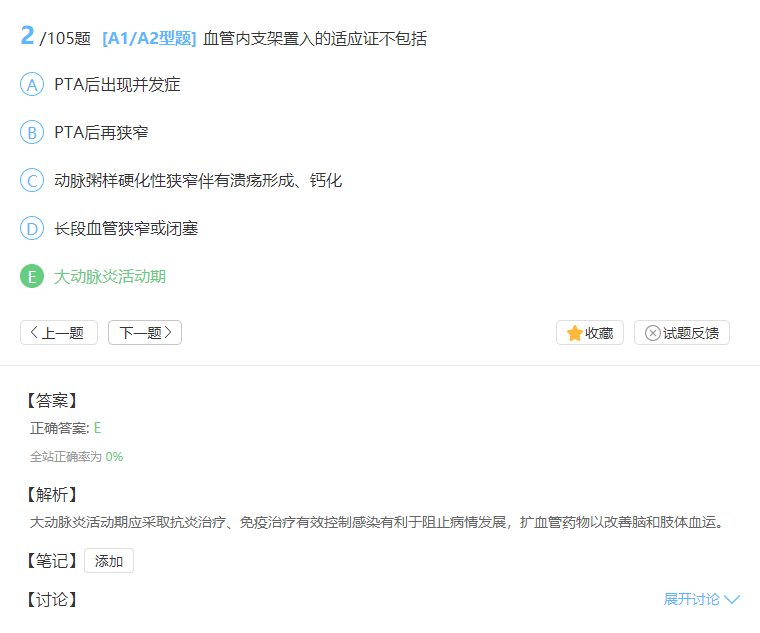 2 /105题 [A1/A2型题] 血管内支架置入的适应证不包括
A PTA后出现并发症
B PTA后再狭窄
C 动脉粥样硬化性狭窄伴有溃疡形成、钙化
D 长段血管狭窄或闭塞
E 大动脉炎活动期
上一题 下一题 收藏 试题反馈
【答案】
正确答案: E
全站正确率为 0%
【解析】
大动脉炎活动期应采取抗炎治疗、免疫治疗有效控制感染有利于阻止病情发展，扩血管药物以改善脑和肢体血运。
【笔记】 添加
【讨论】 展开讨论